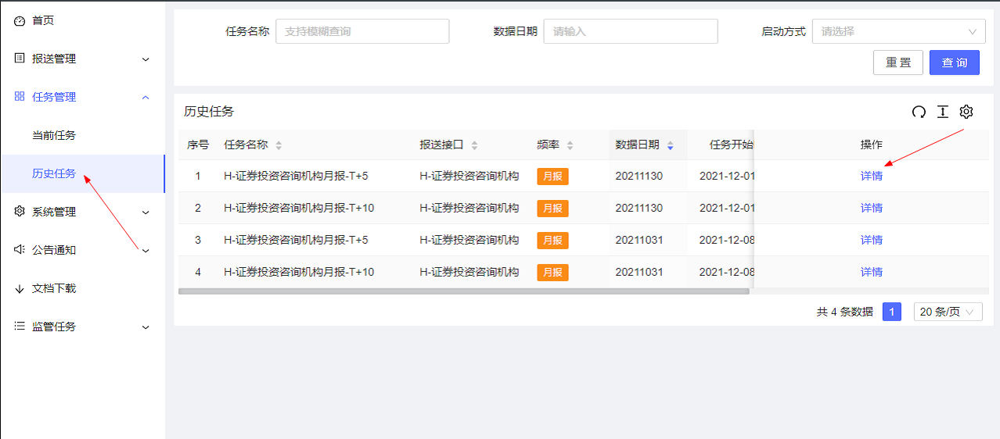 首页
报送管理
任务管理
当前任务
历史任务
系统管理
公告通知
文档下载
监管任务
任务名称 支持模糊查询 数据日期 请输入 启动方式 请选择
重 置 查 询
历史任务
序号 任务名称 报送接口 频率 数据日期 任务开始 操作
1 H-证券投资咨询机构月报-T+5 H-证券投资咨询机构 月报 20211130 2021-12-01 详情
2 H-证券投资咨询机构月报-T+10 H-证券投资咨询机构 月报 20211130 2021-12-01 详情
3 H-证券投资咨询机构月报-T+5 H-证券投资咨询机构 月报 20211031 2021-12-08 详情
4 H-证券投资咨询机构月报-T+10 H-证券投资咨询机构 月报 20211031 2021-12-08 详情
共 4 条数据 1 20 条/页